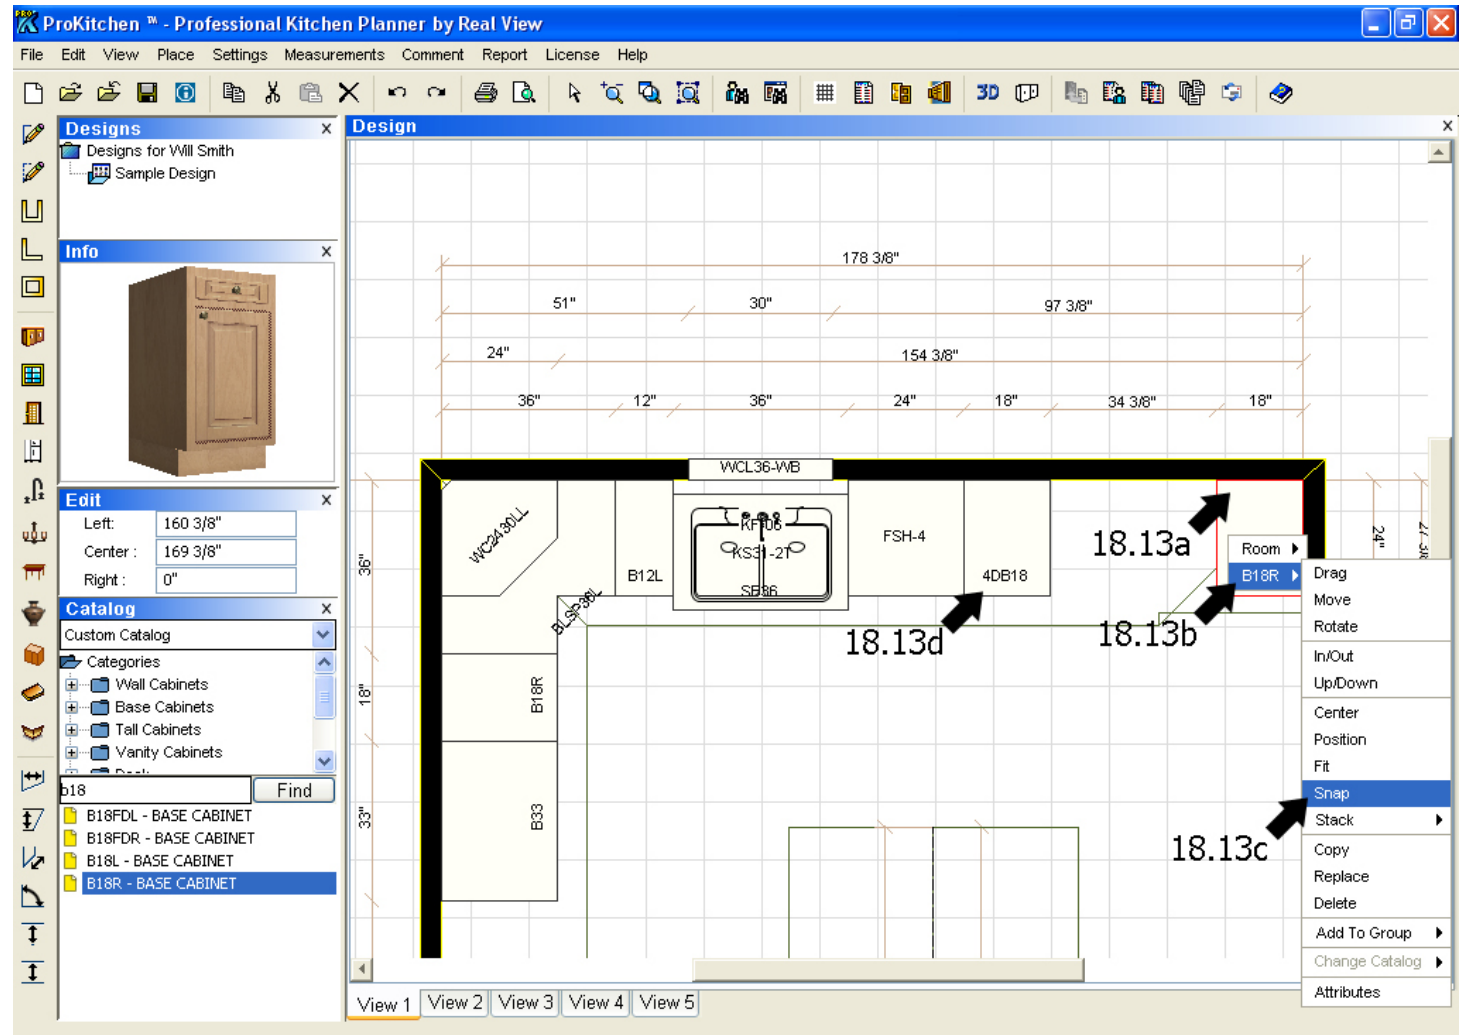 ProKitchen ™ - Professional Kitchen Planner by Real View
File Edit View Place Settings Measurements Comment Report License Help
3D
Designs x
Designs for Will Smith
Sample Design
Info x
Edit x
Left: 160 3/8"
Center : 169 3/8"
Right : 0"
Catalog x
Custom Catalog
Categories
Wall Cabinets
Base Cabinets
Tall Cabinets
Vanity Cabinets
b18 Find
B18FDL - BASE CABINET
B18FDR - BASE CABINET
B18L - BASE CABINET
B18R - BASE CABINET
Design x
178 3/8"
51" 30" 97 3/8"
24" 154 3/8"
36" 12" 36" 24" 18" 34 3/8" 18"
WCL36-WB
WC2430LL
KF-06
KS31-2T
SB36
B12L
FSH-4
4DB18
BLSP36L
B18R
B33
36"
18"
33"
24"
18.13a
18.13b
18.13c
18.13d
Room
B18R
Drag
Move
Rotate
In/Out
Up/Down
Center
Position
Fit
Snap
Stack
Copy
Replace
Delete
Add To Group
Change Catalog
Attributes
View 1 View 2 View 3 View 4 View 5